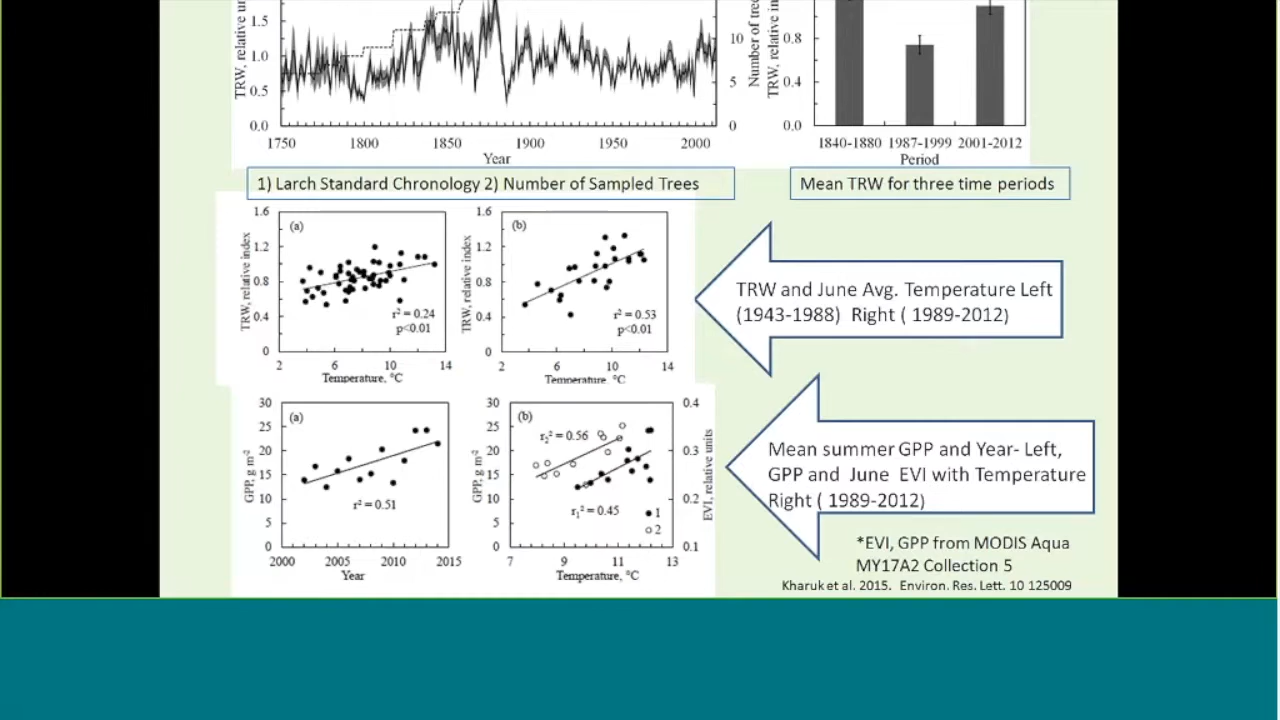 TRW, relative
1.5
1.0
0.5
0.0
10
5
0
Number of
1750 1800 1850 1900 1950 2000
Year
TRW, relative
0.8
0.4
0.0
1840-1880 1987-1999 2001-2012
Period
1) Larch Standard Chronology 2) Number of Sampled Trees
Mean TRW for three time periods
TRW, relative index
1.6
1.2
0.8
0.4
0
(a)
r² = 0.24
p<0.01
2 6 10 14
Temperature, °C
TRW, relative index
1.6
1.2
0.8
0.4
0
(b)
r² = 0.53
p<0.01
2 6 10 14
Temperature, °C
TRW and June Avg. Temperature Left
(1943-1988) Right ( 1989-2012)
GPP, g m-²
30
25
20
15
10
5
0
(a)
r² = 0.51
2000 2005 2010 2015
Year
GPP, g m-²
30
25
20
15
10
5
0
(b)
r₂² = 0.56
r₁² = 0.45
1
2
0.4
0.3
0.2
0.1
EVI, relative units
7 9 11 13
Temperature, °C
Mean summer GPP and Year- Left,
GPP and June EVI with Temperature
Right ( 1989-2012)
*EVI, GPP from MODIS Aqua
MY17A2 Collection 5
Kharuk et al. 2015. Environ. Res. Lett. 10 125009